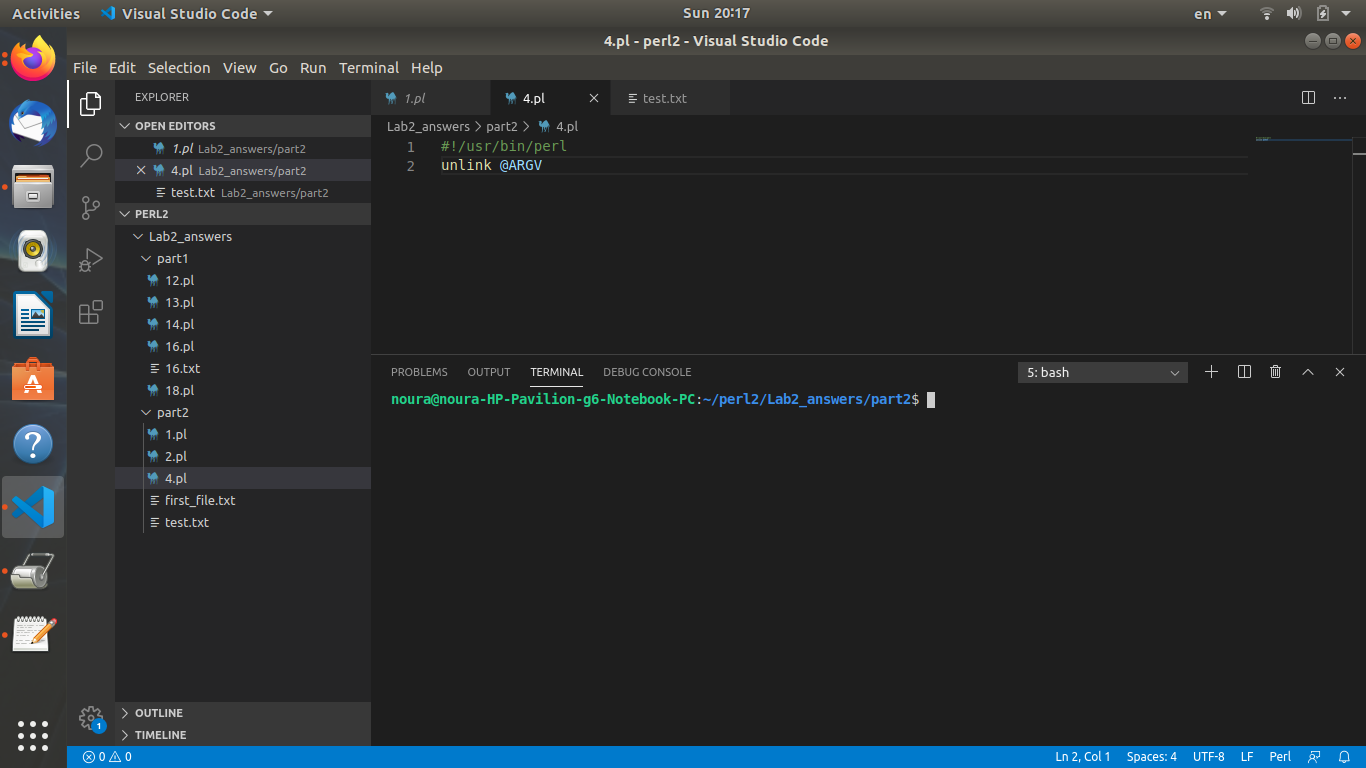 Activities Visual Studio Code Sun 20:17 en
4.pl - perl2 - Visual Studio Code
File Edit Selection View Go Run Terminal Help
EXPLORER
OPEN EDITORS
1.pl Lab2_answers/part2
4.pl Lab2_answers/part2
test.txt Lab2_answers/part2
PERL2
Lab2_answers
part1
12.pl
13.pl
14.pl
16.pl
16.txt
18.pl
part2
1.pl
2.pl
4.pl
first_file.txt
test.txt
OUTLINE
TIMELINE
1.pl 4.pl test.txt
Lab2_answers > part2 > 4.pl
1 #!/usr/bin/perl
2 unlink @ARGV
PROBLEMS OUTPUT TERMINAL DEBUG CONSOLE 5: bash
noura@noura-HP-Pavilion-g6-Notebook-PC:~/perl2/Lab2_answers/part2$
1
0 0 Ln 2, Col 1 Spaces: 4 UTF-8 LF Perl